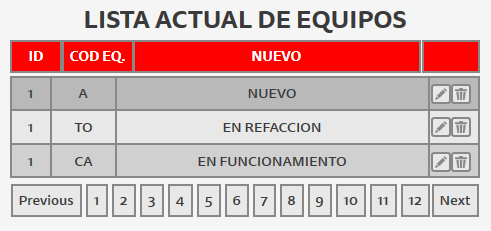 LISTA ACTUAL DE EQUIPOS
ID COD EQ. NUEVO
1 A NUEVO
1 TO EN REFACCION
1 CA EN FUNCIONAMIENTO
Previous 1 2 3 4 5 6 7 8 9 10 11 12 Next